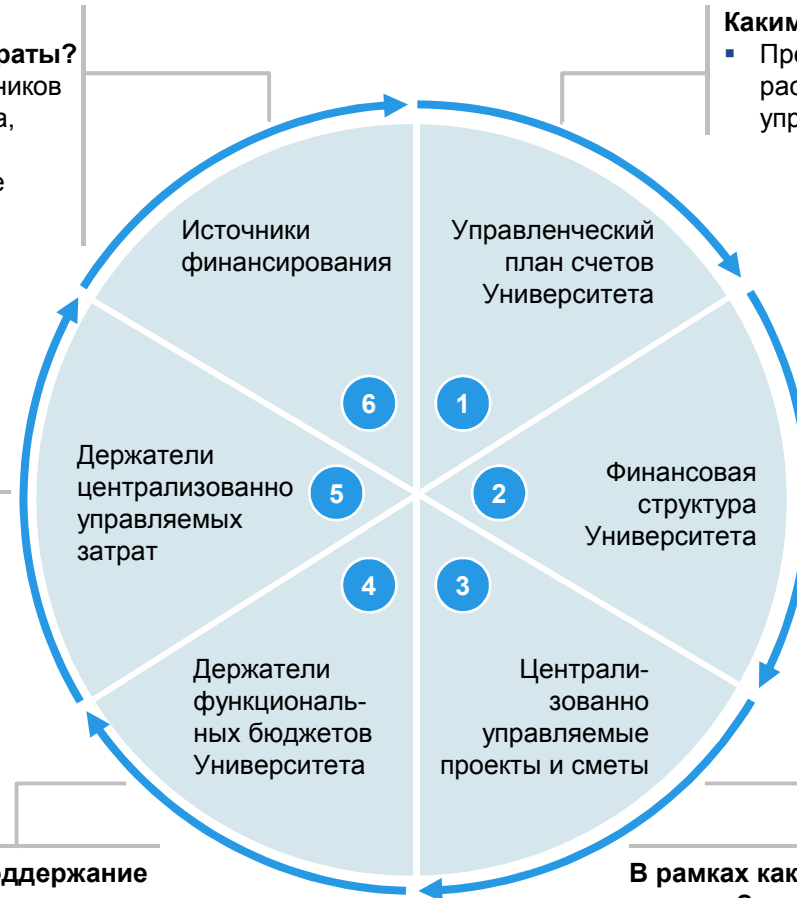 раты?
ников
а,
е
Каким
Про
рас
упр
Источники
финансирования
Управленческий
план счетов
Университета
6
1
Держатели
централизованно
управляемых
затрат
5
2
Финансовая
структура
Университета
4
3
Держатели
функциональ-
ных бюджетов
Университета
Централи-
зованно
управляемые
проекты и сметы
оддержание
В рамках как